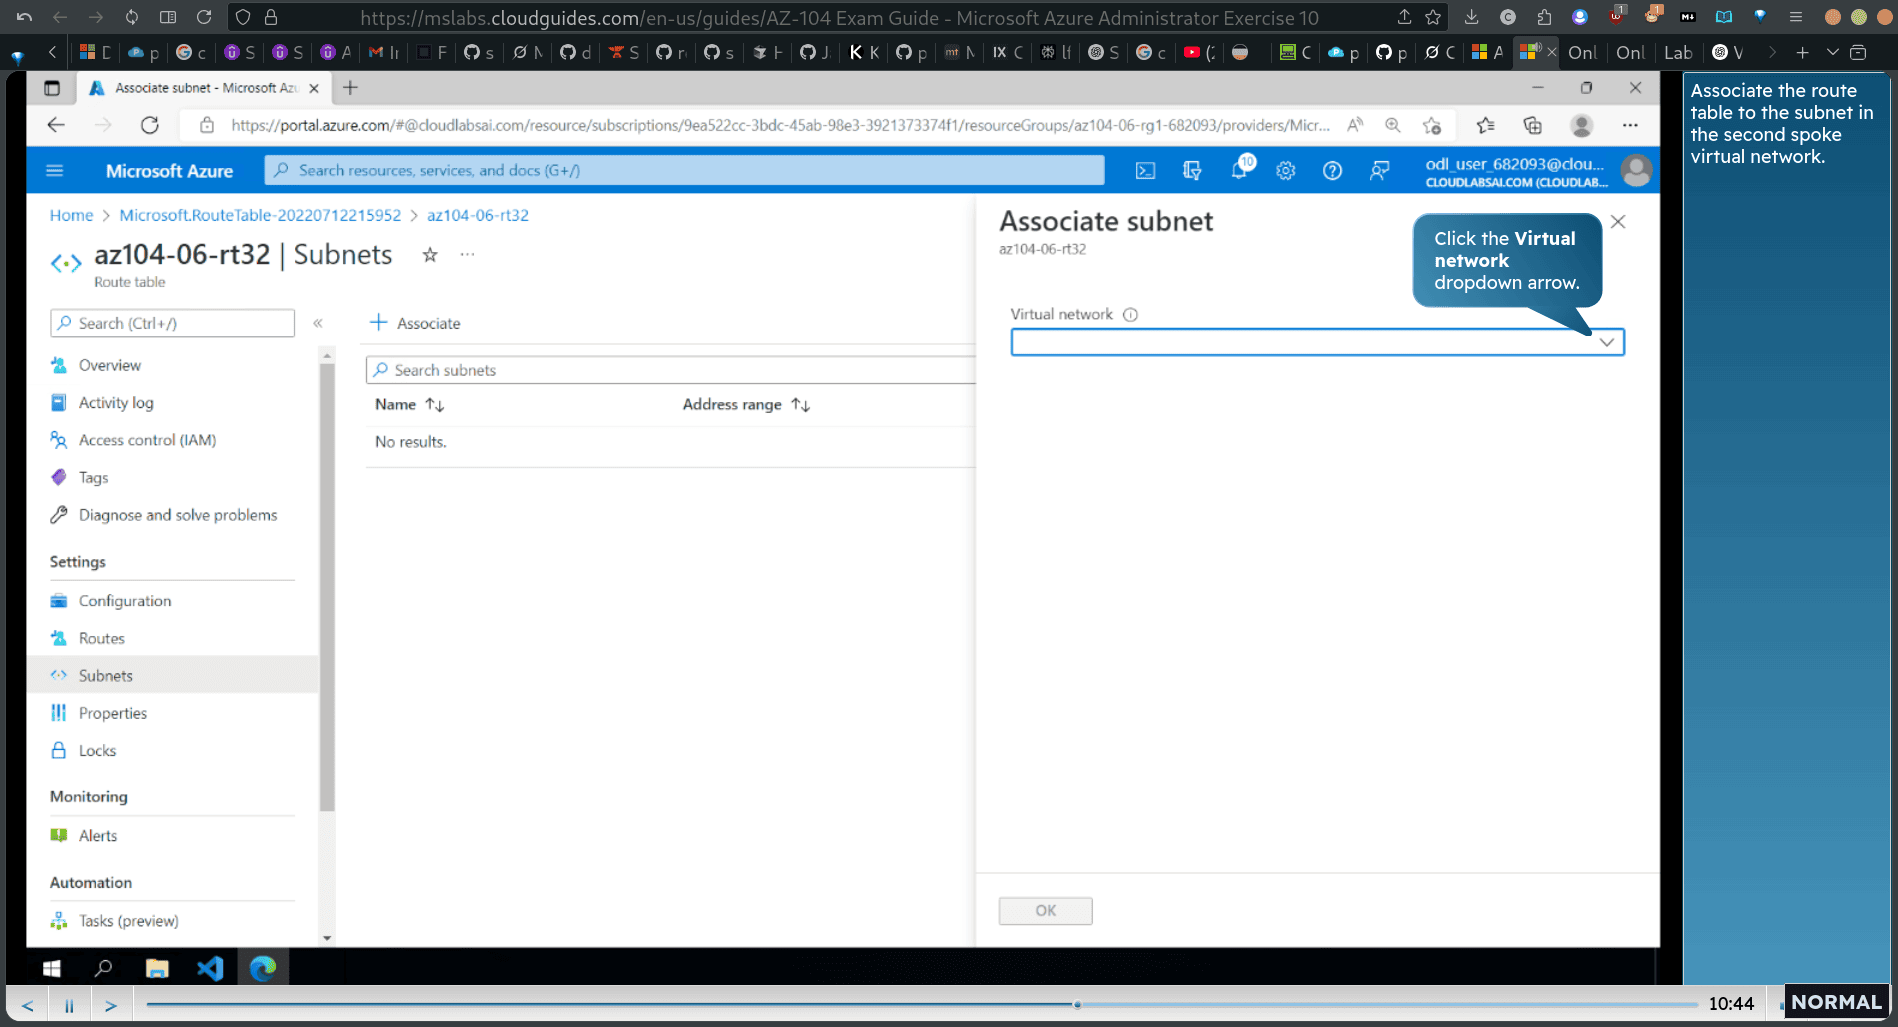 https://mslabs.cloudguides.com/en-us/guides/AZ-104 Exam Guide - Microsoft Azure Administrator Exercise 10
Associate subnet - Microsoft Azu
https://portal.azure.com/#@cloudlabsai.com/resource/subscriptions/9ea522cc-3bdc-45ab-98e3-3921373374f1/resourceGroups/az104-06-rg1-682093/providers/Micr...
Microsoft Azure
Search resources, services, and docs (G+/)
10
odl_user_682093@clou...
CLOUDLABSAI.COM (CLOUDLAB...
Home > Microsoft.RouteTable-20220712215952 > az104-06-rt32
az104-06-rt32 | Subnets
Route table
Search (Ctrl+/)
Overview
Activity log
Access control (IAM)
Tags
Diagnose and solve problems
Settings
Configuration
Routes
Subnets
Properties
Locks
Monitoring
Alerts
Automation
Tasks (preview)
Associate
Search subnets
Name
Address range
No results.
Associate subnet
az104-06-rt32
Virtual network
Click the Virtual
network
dropdown arrow.
OK
Associate the route
table to the subnet in
the second spoke
virtual network.
10:44
NORMAL